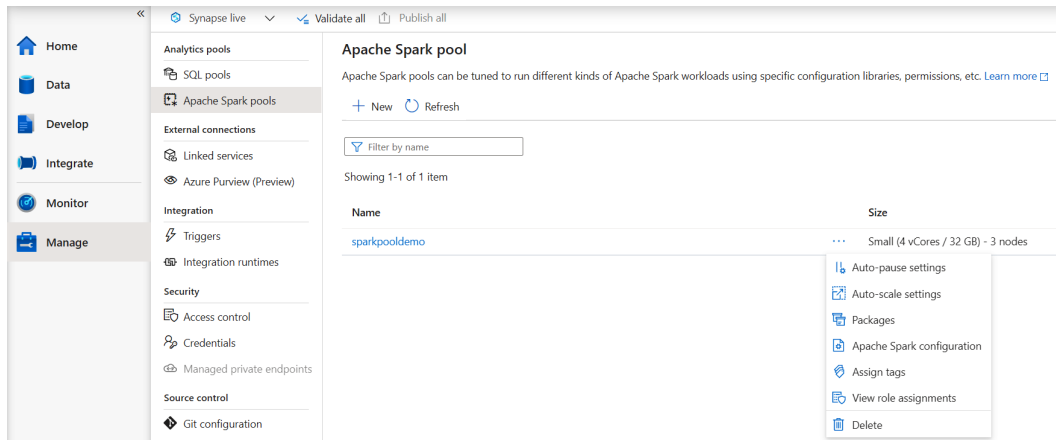 «
Synapse live
Validate all
Publish all
Home
Data
Develop
Integrate
Monitor
Manage
Analytics pools
SQL pools
Apache Spark pools
External connections
Linked services
Azure Purview (Preview)
Integration
Triggers
Integration runtimes
Security
Access control
Credentials
Managed private endpoints
Source control
Git configuration
Apache Spark pool
Apache Spark pools can be tuned to run different kinds of Apache Spark workloads using specific configuration libraries, permissions, etc. Learn more
New
Refresh
Filter by name
Showing 1-1 of 1 item
Name
Size
sparkpooldemo
... Small (4 vCores / 32 GB) - 3 nodes
Auto-pause settings
Auto-scale settings
Packages
Apache Spark configuration
Assign tags
View role assignments
Delete